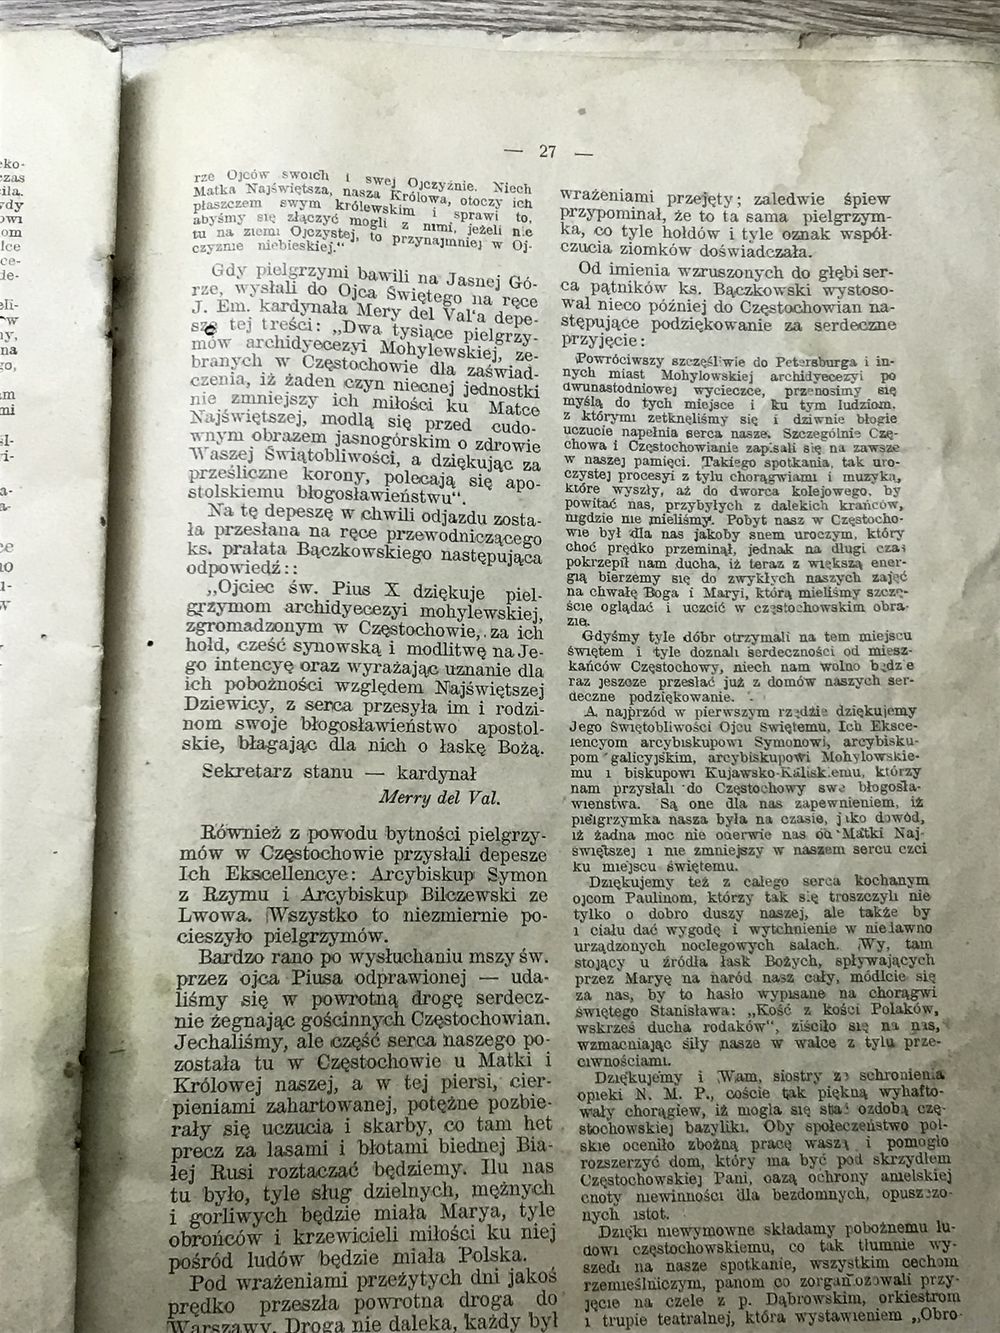 — 27 —
rze Ojców swoich i swej Ojczyźnie. Niech
Matka Najświętsza, nasza Królowa, otoczy ich
płaszczem swym królewskim i sprawi to,
abyśmy się złączyć mogli z nimi, jeżeli nie
tu na ziemi Ojczystej, to przynajmniej w Oj-
czyźnie niebieskiej."
Gdy pielgrzymi bawili na Jasnej Gó-
rze, wysłali do Ojca Świętego na ręce
J. Em. kardynała Mery del Val'a depe-
szę tej treści: „Dwa tysiące pielgrzy-
mów archidyecezyi Mohylewskiej, ze-
branych w Częstochowie dla zaświad-
czenia, iż żaden czyn niecnej jednostki
nie zmniejszy ich miłości ku Matce
Najświętszej, modlą się przed cudo-
wnym obrazem jasnogórskim o zdrowie
Waszej Świątobliwości, a dziękując za
prześliczne korony, polecają się apo-
stolskiemu błogosławieństwu".
Na tę depeszę w chwili odjazdu zosta-
ła przesłana na ręce przewodniczącego
ks. prałata Bączkowskiego następująca
odpowiedź::
„Ojciec św. Pius X dziękuje piel-
grzymom archidyecezyi mohylewskiej,
zgromadzonym w Częstochowie, za ich
hołd, cześć synowską i modlitwę na Je-
go intencyę oraz wyrażając uznanie dla
ich pobożności względem Najświętszej
Dziewicy, z serca przesyła im i rodzi-
nom swoje błogosławieństwo apostol-
skie, błagając dla nich o łaskę Bożą.
Sekretarz stanu — kardynał
Merry del Val.
Również z powodu bytności pielgrzy-
mów w Częstochowie przysłali depesze
Ich Ekscellencye: Arcybiskup Symon
z Rzymu i Arcybiskup Bilczewski ze
Lwowa. Wszystko to niezmiernie po-
cieszyło pielgrzymów.
Bardzo rano po wysłuchaniu mszy św.
przez ojca Piusa odprawionej — uda-
liśmy się w powrotną drogę serdecz-
nie żegnając gościnnych Częstochowian.
Jechaliśmy, ale część serca naszego po-
została tu w Częstochowie u Matki i
Królowej naszej, a w tej piersi, cier-
pieniami zahartowanej, potężne pozbie-
rały się uczucia i skarby, co tam het
precz za lasami i błotami biednej Bia-
łej Rusi roztaczać będziemy. Ilu nas
tu było, tyle sług dzielnych, mężnych
i gorliwych będzie miała Marya, tyle
obrońców i krzewicieli miłości ku niej
pośród ludów będzie miała Polska.
Pod wrażeniami przeżytych dni jakoś
prędko przeszła powrotna droga do
Warszawy. Droga nie daleka, każdy był
wrażeniami przejęty; zaledwie śpiew
przypominał, że to ta sama pielgrzym-
ka, co tyle hołdów i tyle oznak współ-
czucia ziomków doświadczała.
Od imienia wzruszonych do głębi ser-
ca pątników ks. Bączkowski wystoso-
wał nieco później do Częstochowian na-
stępujące podziękowanie za serdeczne
przyjęcie:
Powróciwszy szczęśliwie do Petersburga i in-
nych miast Mohylowskiej archidyecezyi po
dwunastodniowej wycieczce, przenosimy się
myślą do tych miejsc i ku tym ludziom,
z którymi zetknęliśmy się i dziwnie błogie
uczucie napełnia serca nasze. Szczególnie Czę-
chowa i Częstochowianie zapisali się na zawsze
w naszej pamięci. Takiego spotkania, tak uro-
czystej procesyi z tylu chorągwiami i muzyką,
które wyszły, aż do dworca kolejowego, by
powitać nas, przybyłych z dalekich krańców,
nigdzie nie mieliśmy. Pobyt nasz w Częstocho-
wie był dla nas jakoby snem uroczym, który
choć prędko przeminął, jednak na długi czas
pokrzepił nam ducha, iż teraz z większą ener-
gią bierzemy się do zwykłych naszych zajęć
na chwałę Boga i Maryi, którą mieliśmy szczę-
ście oglądać i uczcić w częstochowskim obra-
zie.
Gdyśmy tyle dóbr otrzymali na tem miejscu
świętem i tyle doznali serdeczności od miesz-
kańców Częstochowy, niech nam wolno będzie
raz jeszcze przesłać już z domów naszych ser-
deczne podziękowanie.
A najprzód w pierwszym rzędzie dziękujemy
Jego Świętobliwości Ojcu Świętemu, Ich Eksce-
lencyom arcybiskupowi Symonowi, arcybisku-
pom galicyjskim, arcybiskupowi Mohylowskie-
mu i biskupowi Kujawsko-Kaliskiemu, którzy
nam przysłali do Częstochowy swe błogosła-
wieństwa. Są one dla nas zapewnieniem, iż
pielgrzymka nasza była na czasie, jako dowód,
iż żadna moc nie oderwie nas od Matki Naj-
świętszej i nie zmniejszy w naszem sercu czci
ku miejscu świętemu.
Dziękujemy też z całego serca kochanym
ojcom Paulinom, którzy tak się troszczyli nie
tylko o dobro duszy naszej, ale także by
i ciału dać wygodę i wytchnienie w niedawno
urządzonych noclegowych salach. Wy, tam
stojący u źródła łask Bożych, spływających
przez Maryę na naród nasz cały, módlcie się
za nas, by to hasło wypisane na chorągwi
świętego Stanisława: „Kość z kości Polaków,
wskrześ ducha rodaków", ziściło się na nas,
wzmacniając siły nasze w walce z tylu prze-
ciwnościami.
Dziękujemy i Wam, siostry ze schronienia
opieki N. M. P., coście tak piękną wyhafto-
wały chorągiew, iż mogła się stać ozdobą czę-
stochowskiej bazyliki. Oby społeczeństwo pol-
skie oceniło zbożną pracę waszą i pomogło
rozszerzyć dom, który ma być pod skrzydłem
Częstochowskiej Pani, oazą ochrony anielskiej
cnoty niewinności dla bezdomnych, opuszczo-
nych istot.
Dzięki niewymowne składamy pobożnemu lu-
dowi częstochowskiemu, co tak tłumnie wy-
szedł na nasze spotkanie, wszystkim cechom
rzemieślniczym, panom co zorganizowali przy-
jęcie na czele z p. Dąbrowskim, orkiestrom
i trupie teatralnej, która wystawieniem „Obro-